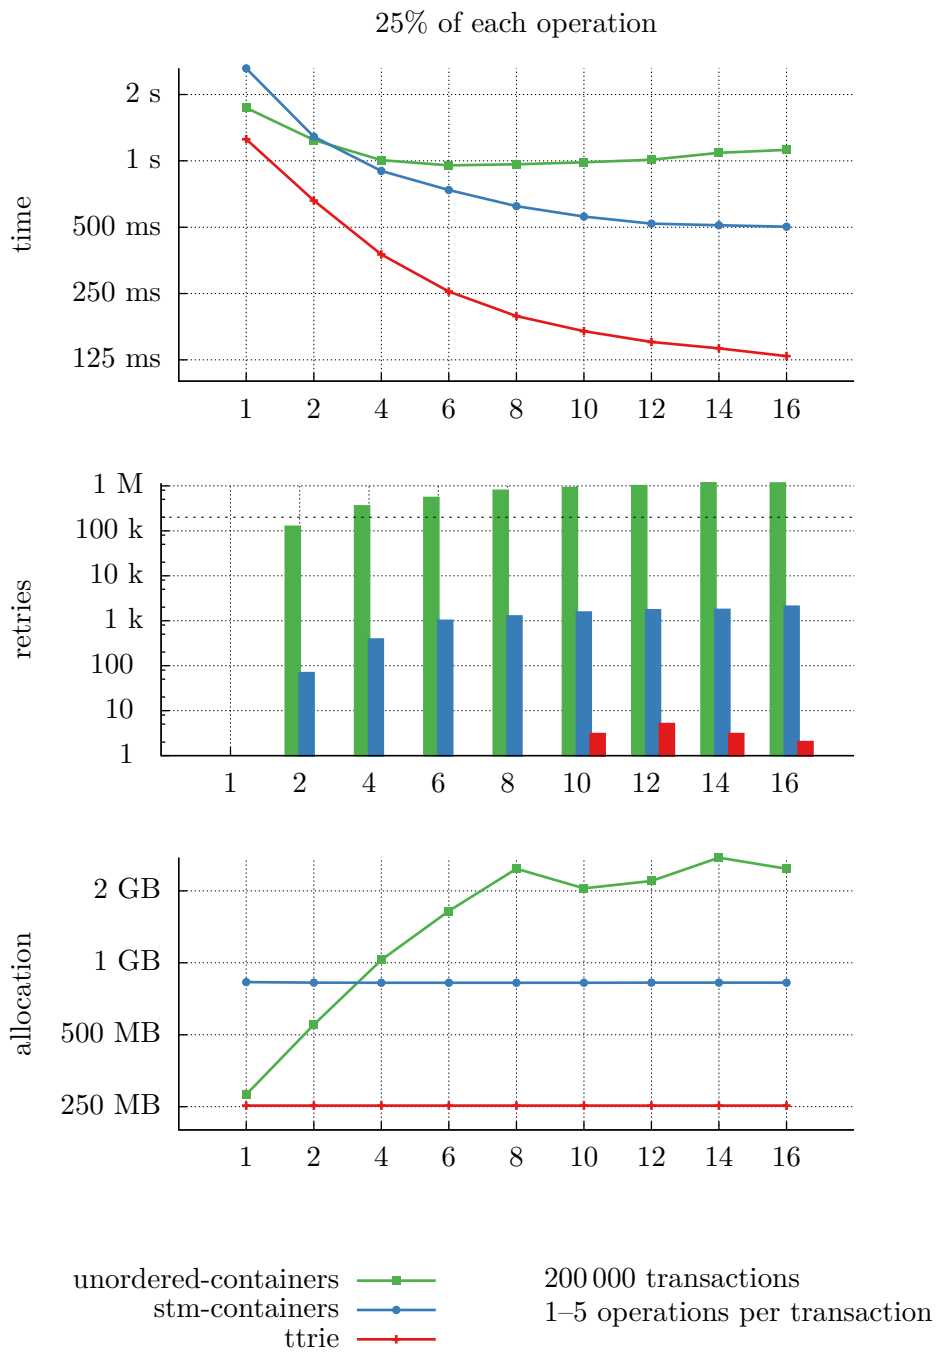 25% of each operation
2 s
1 s
500 ms
250 ms
125 ms
time
1 2 4 6 8 10 12 14 16
1 M
100 k
10 k
1 k
100
10
1
retries
1 2 4 6 8 10 12 14 16
2 GB
1 GB
500 MB
250 MB
allocation
1 2 4 6 8 10 12 14 16
unordered-containers
stm-containers
ttrie
200 000 transactions
1–5 operations per transaction